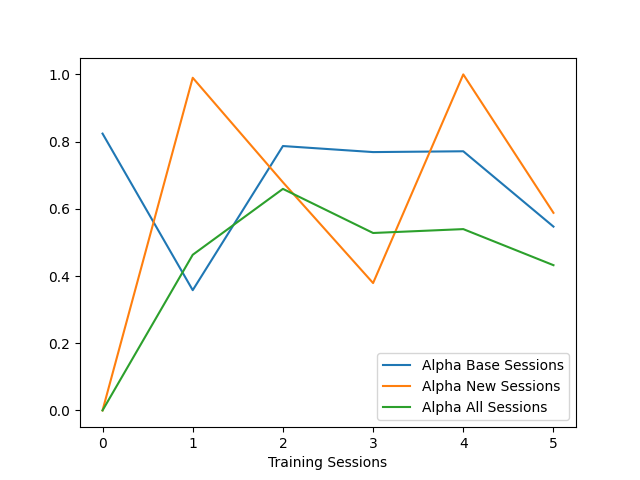 1.0
0.8
0.6
0.4
0.2
0.0
Alpha Base Sessions
Alpha New Sessions
Alpha All Sessions
0 1 2 3 4 5
Training Sessions